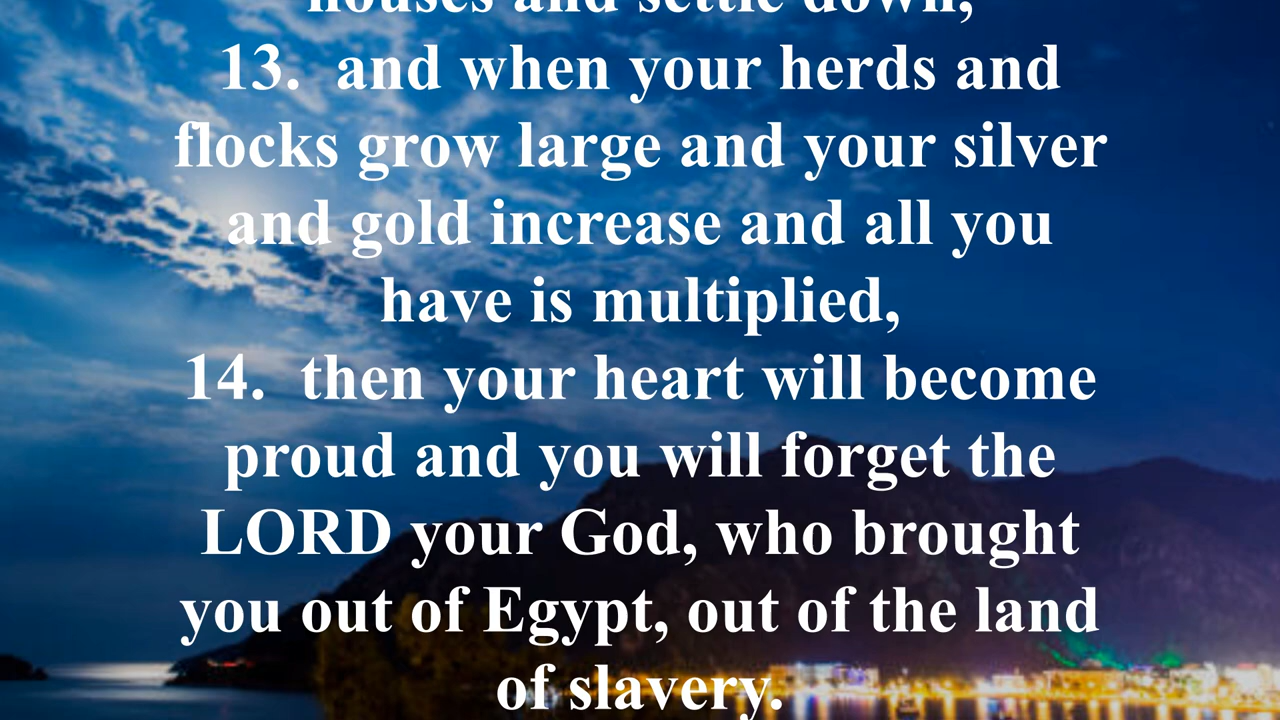 houses and settle down,
13.  and when your herds and
flocks grow large and your silver
and gold increase and all you
have is multiplied,
14.  then your heart will become
proud and you will forget the
LORD your God, who brought
you out of Egypt, out of the land
of slavery.